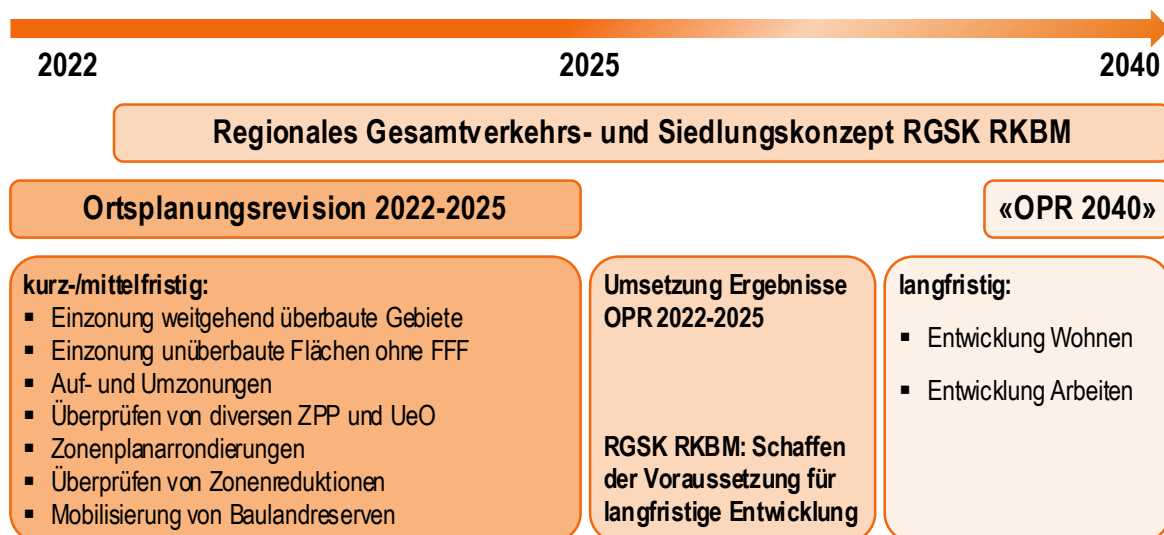 2022 2025 2040
Regionales Gesamtverkehrs- und Siedlungskonzept RGSK RKBM
Ortsplanungsrevision 2022-2025
«OPR 2040»
kurz-/mittelfristig:
▪ Einzonung weitgehend überbaute Gebiete
▪ Einzonung unüberbaute Flächen ohne FFF
▪ Auf- und Umzonungen
▪ Überprüfen von diversen ZPP und UeO
▪ Zonenplanarrondierungen
▪ Überprüfen von Zonenreduktionen
▪ Mobilisierung von Baulandreserven
Umsetzung Ergebnisse
OPR 2022-2025
RGSK RKBM: Schaffen
der Voraussetzung für
langfristige Entwicklung
langfristig:
▪ Entwicklung Wohnen
▪ Entwicklung Arbeiten